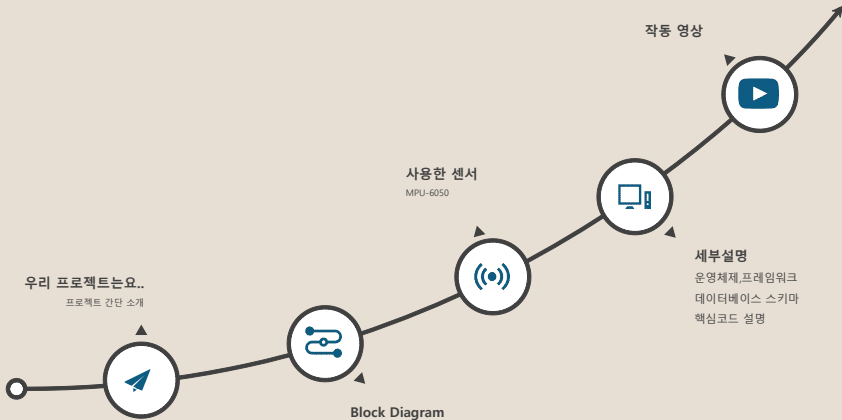 우리 프로젝트는요..
프로젝트 간단 소개
Block Diagram
사용한 센서
MPU-6050
세부설명
운영체제,프레임워크
데이터베이스 스키마
핵심코드 설명
작동 영상